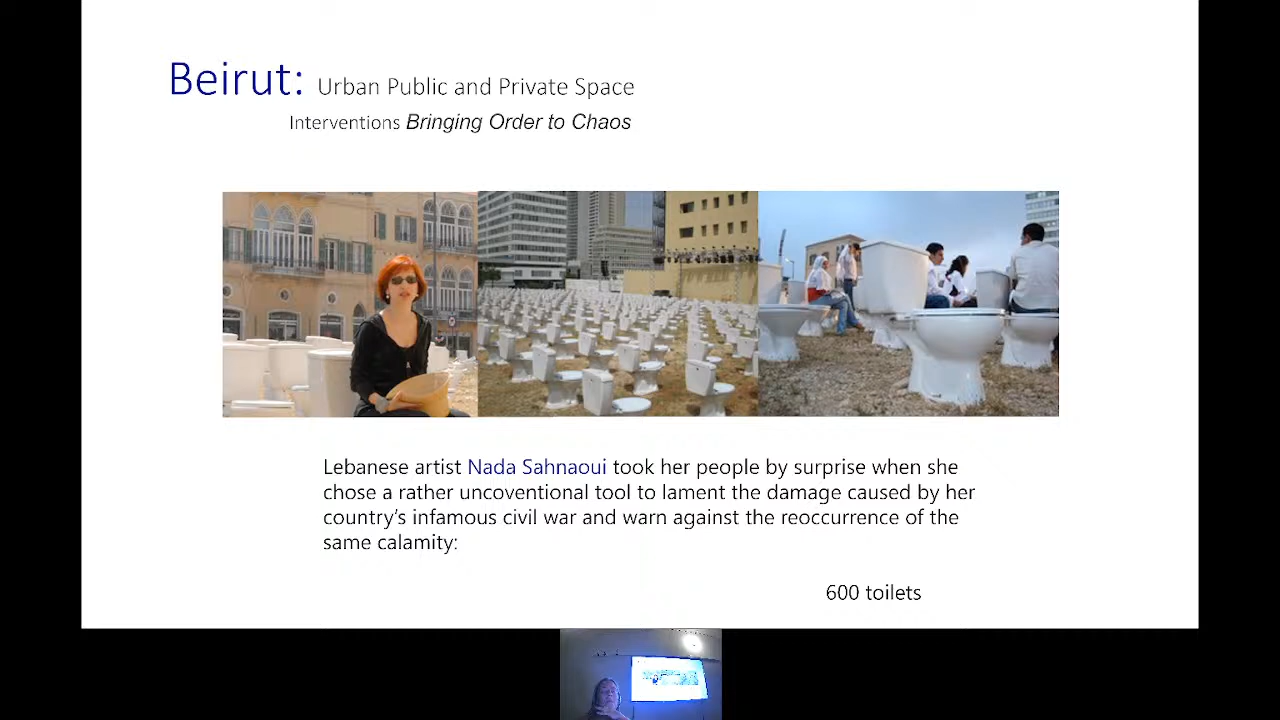 Beirut: Urban Public and Private Space
Interventions Bringing Order to Chaos
Lebanese artist Nada Sahnaoui took her people by surprise when she
chose a rather uncoventional tool to lament the damage caused by her
country's infamous civil war and warn against the reoccurrence of the
same calamity:
600 toilets